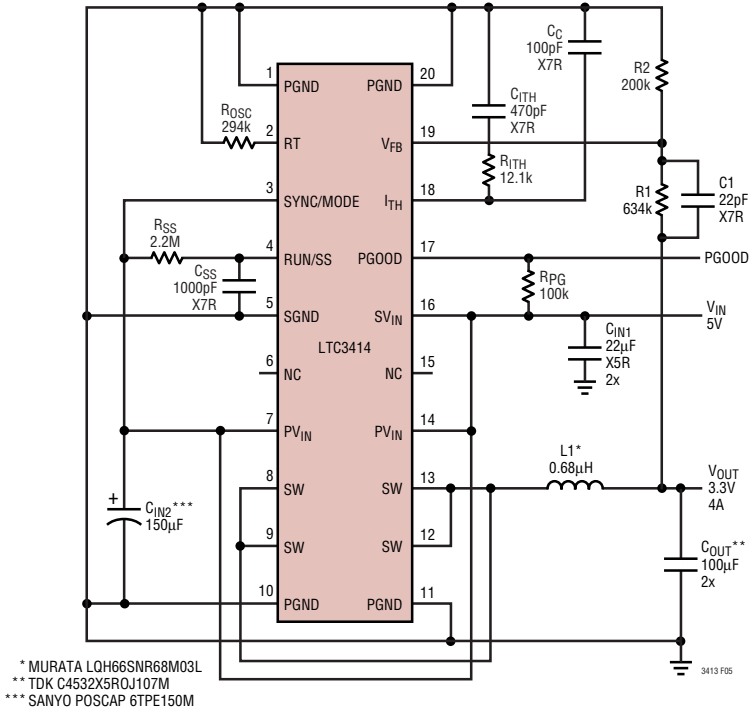 CC
100pF
X7R
R2
200k
1
PGND
PGND
20
CITH
470pF
X7R
ROSC
294k
2
RT
VFB
19
RITH
12.1k
R1
634k
C1
22pF
X7R
3
SYNC/MODE
ITH
18
RSS
2.2M
4
RUN/SS
PGOOD
17
PGOOD
CSS
1000pF
X7R
RPG
100k
5
SGND
SVIN
16
VIN
5V
LTC3414
CIN1
22µF
X5R
2x
6
NC
NC
15
7
PVIN
PVIN
14
L1*
0.68µH
8
SW
SW
13
VOUT
3.3V
4A
+
CIN2***
150µF
9
SW
SW
12
COUT**
100µF
2x
10
PGND
PGND
11
3413 F05
* MURATA LQH66SNR68M03L
** TDK C4532X5ROJ107M
*** SANYO POSCAP 6TPE150M